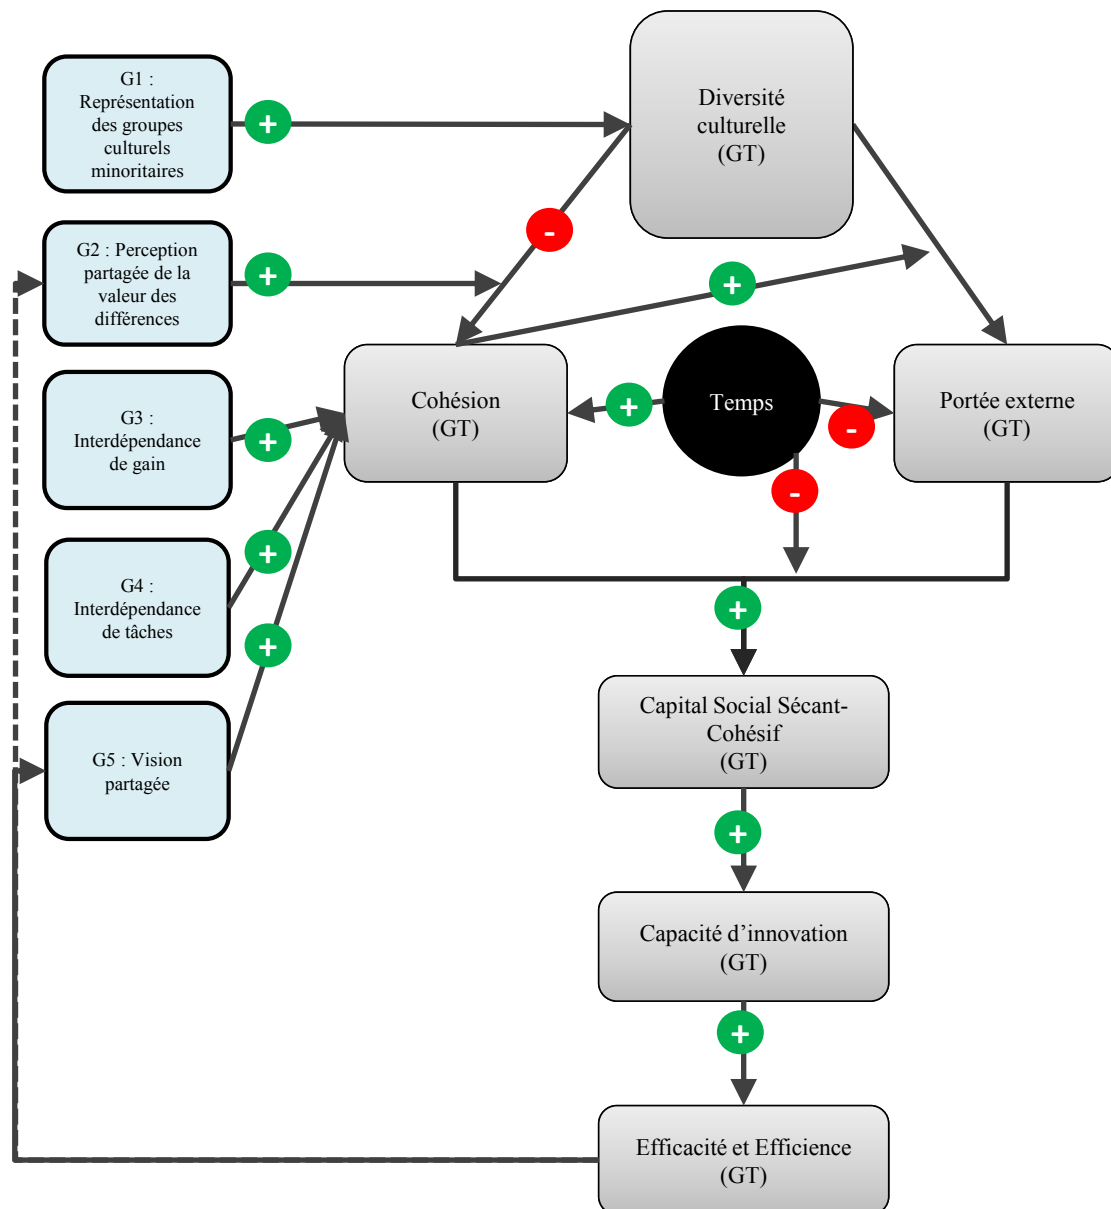 G1 :
Représentation
des groupes
culturels
minoritaires
+
Diversité
culturelle
(GT)
-
G2 : Perception
partagée de la
valeur des
différences
+
+
G3 :
Interdépendance
de gain
+
Cohésion
(GT)
+
Temps
-
Portée externe
(GT)
-
G4 :
Interdépendance
de tâches
+
+
+
G5 : Vision
partagée
Capital Social Sécant-
Cohésif
(GT)
+
Capacité d’innovation
(GT)
+
Efficacité et Efficience
(GT)